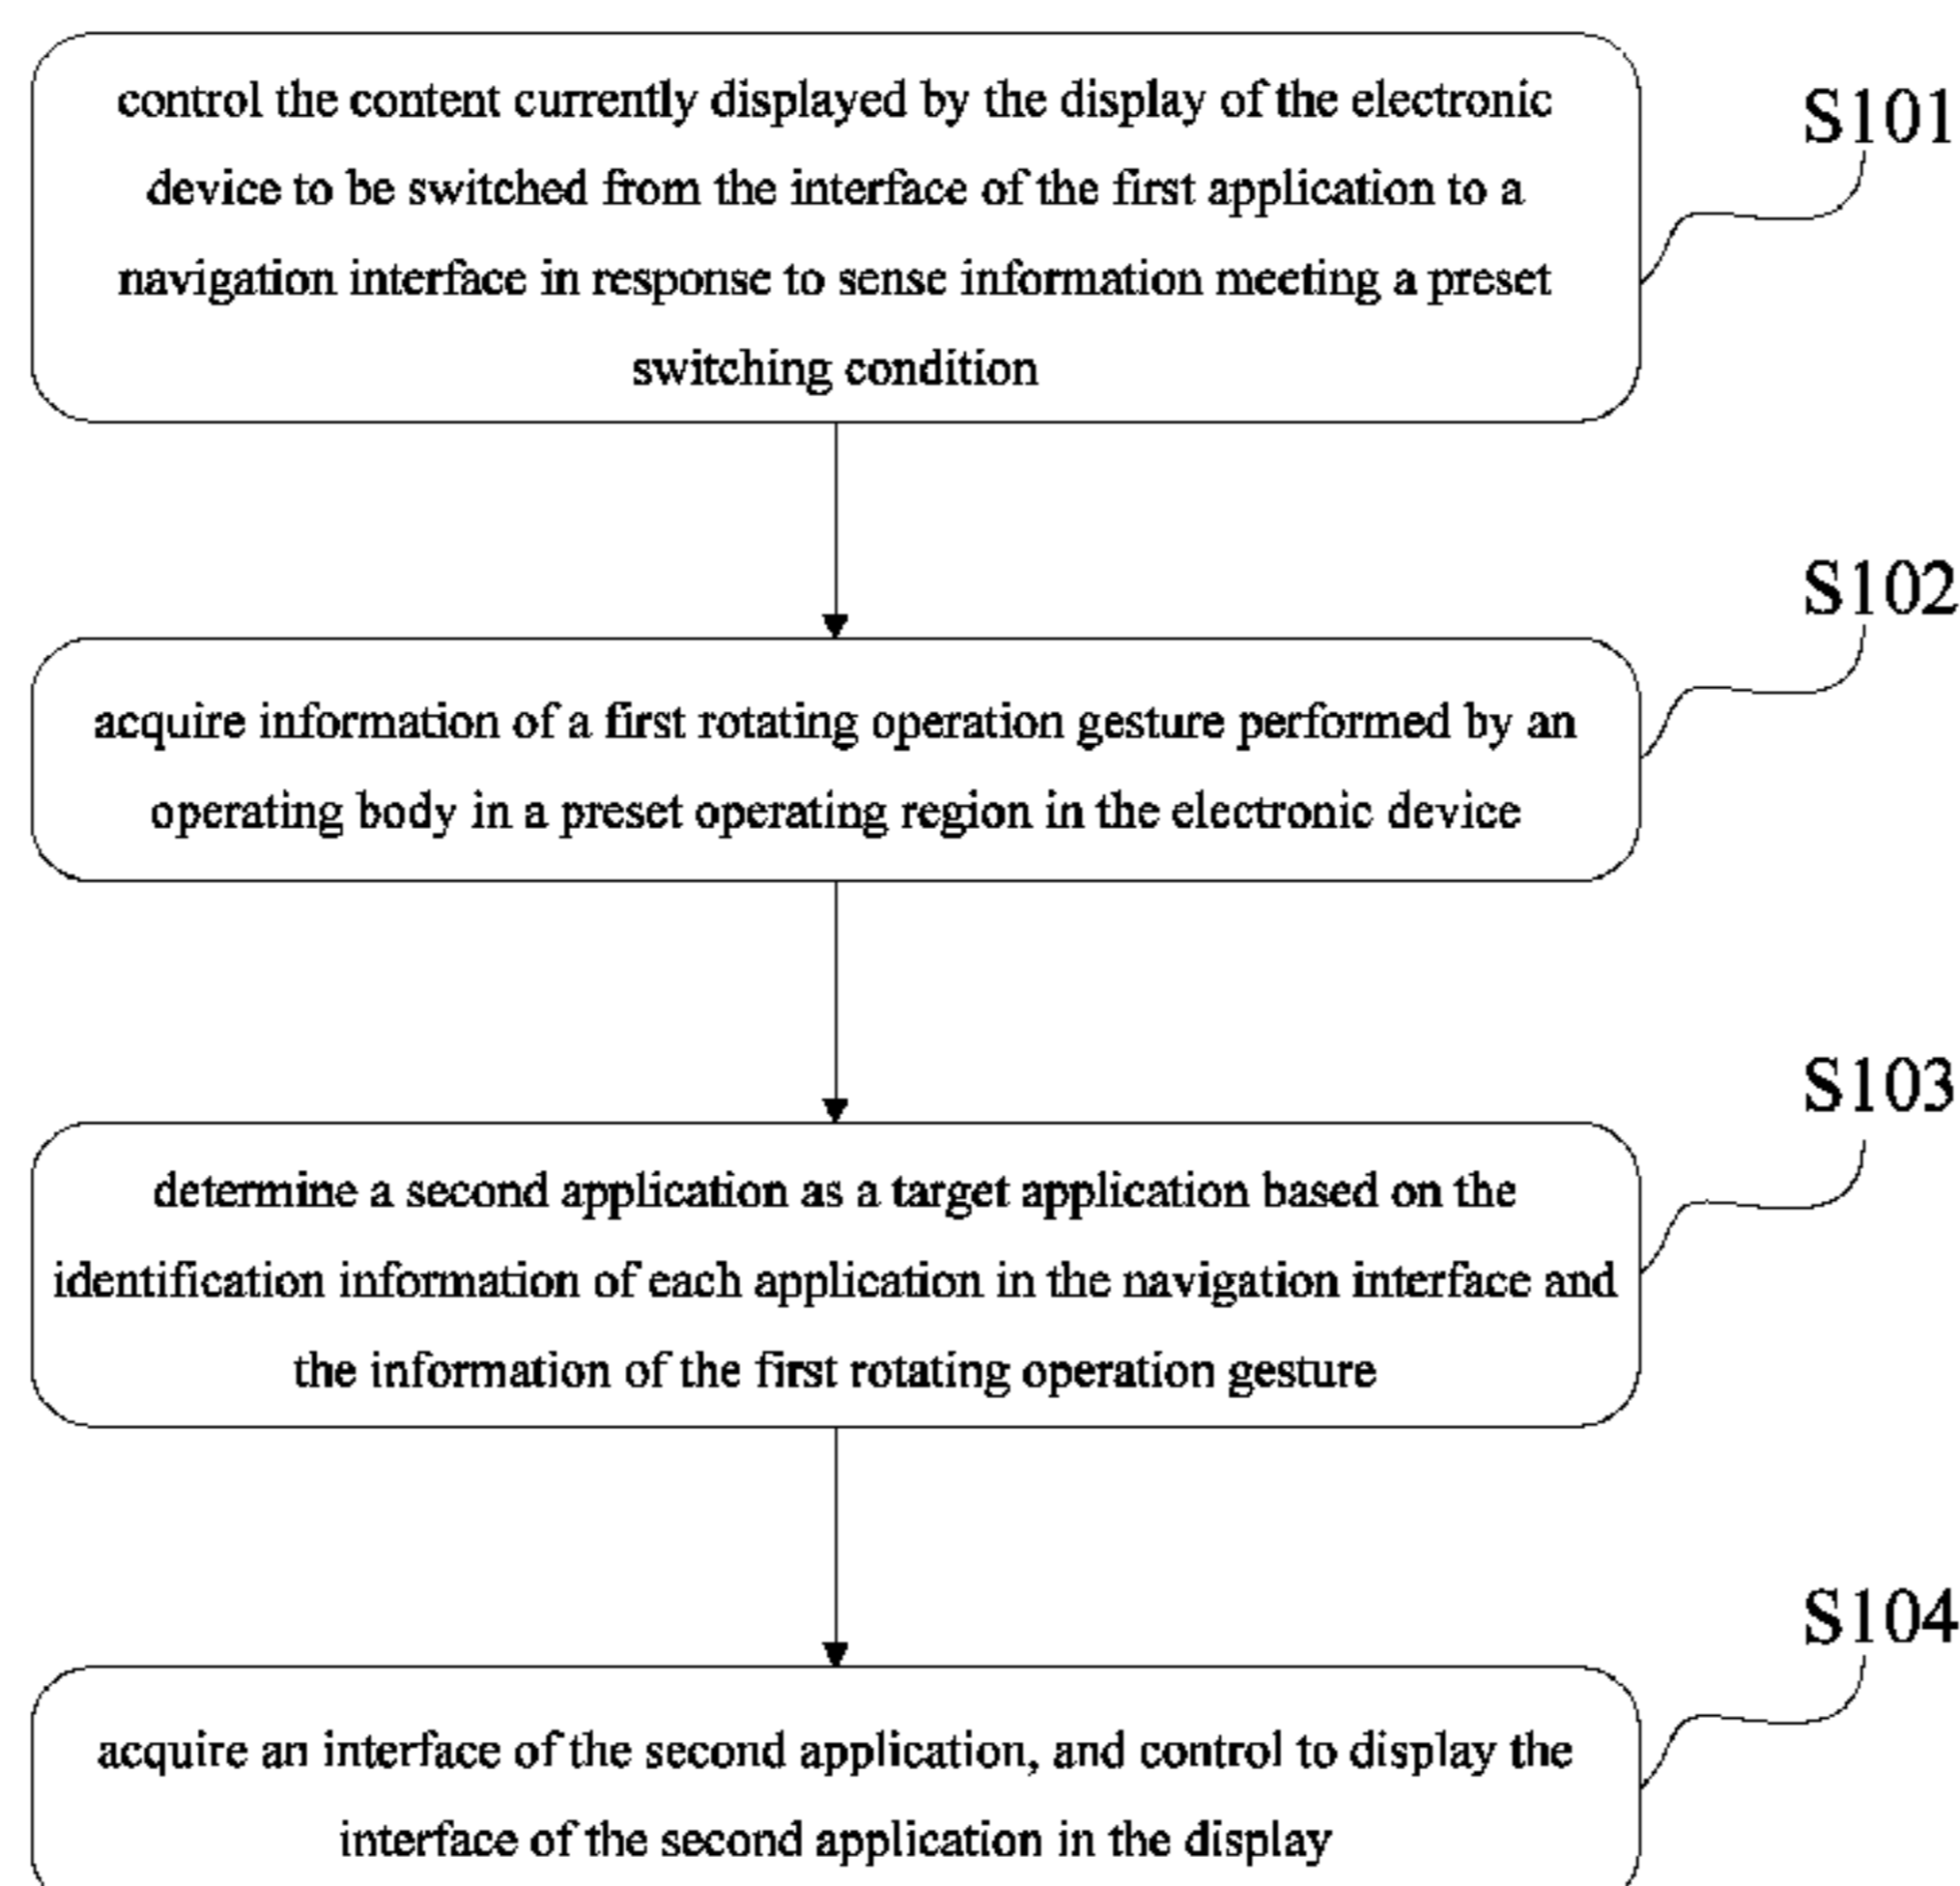 control the content currently displayed by the display of the electronic
device to be switched from the interface of the first application to a
navigation interface in response to sense information meeting a preset
switching condition
S101
acquire information of a first rotating operation gesture performed by an
operating body in a preset operating region in the electronic device
S102
determine a second application as a target application based on the
identification information of each application in the navigation interface and
the information of the first rotating operation gesture
S103
acquire an interface of the second application, and control to display the
interface of the second application in the display
S104